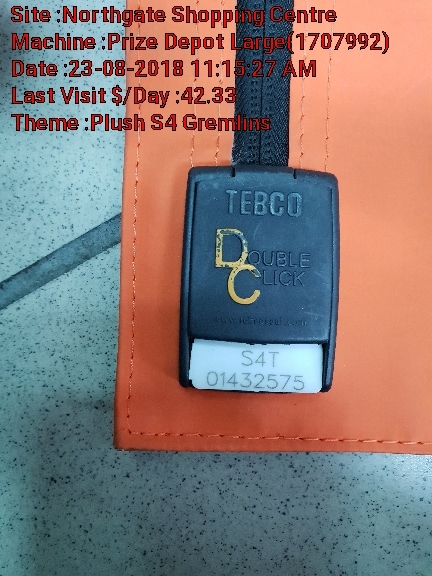 Site :Northgate Shopping Centre
Machine :Prize Depot Large(1707992)
Date :23-08-2018 11:15:27 AM
Last Visit $/Day :42.33
Theme :Plush S4 Gremlins
TEBCO
DOUBLE
CLICK
S4T
01432575